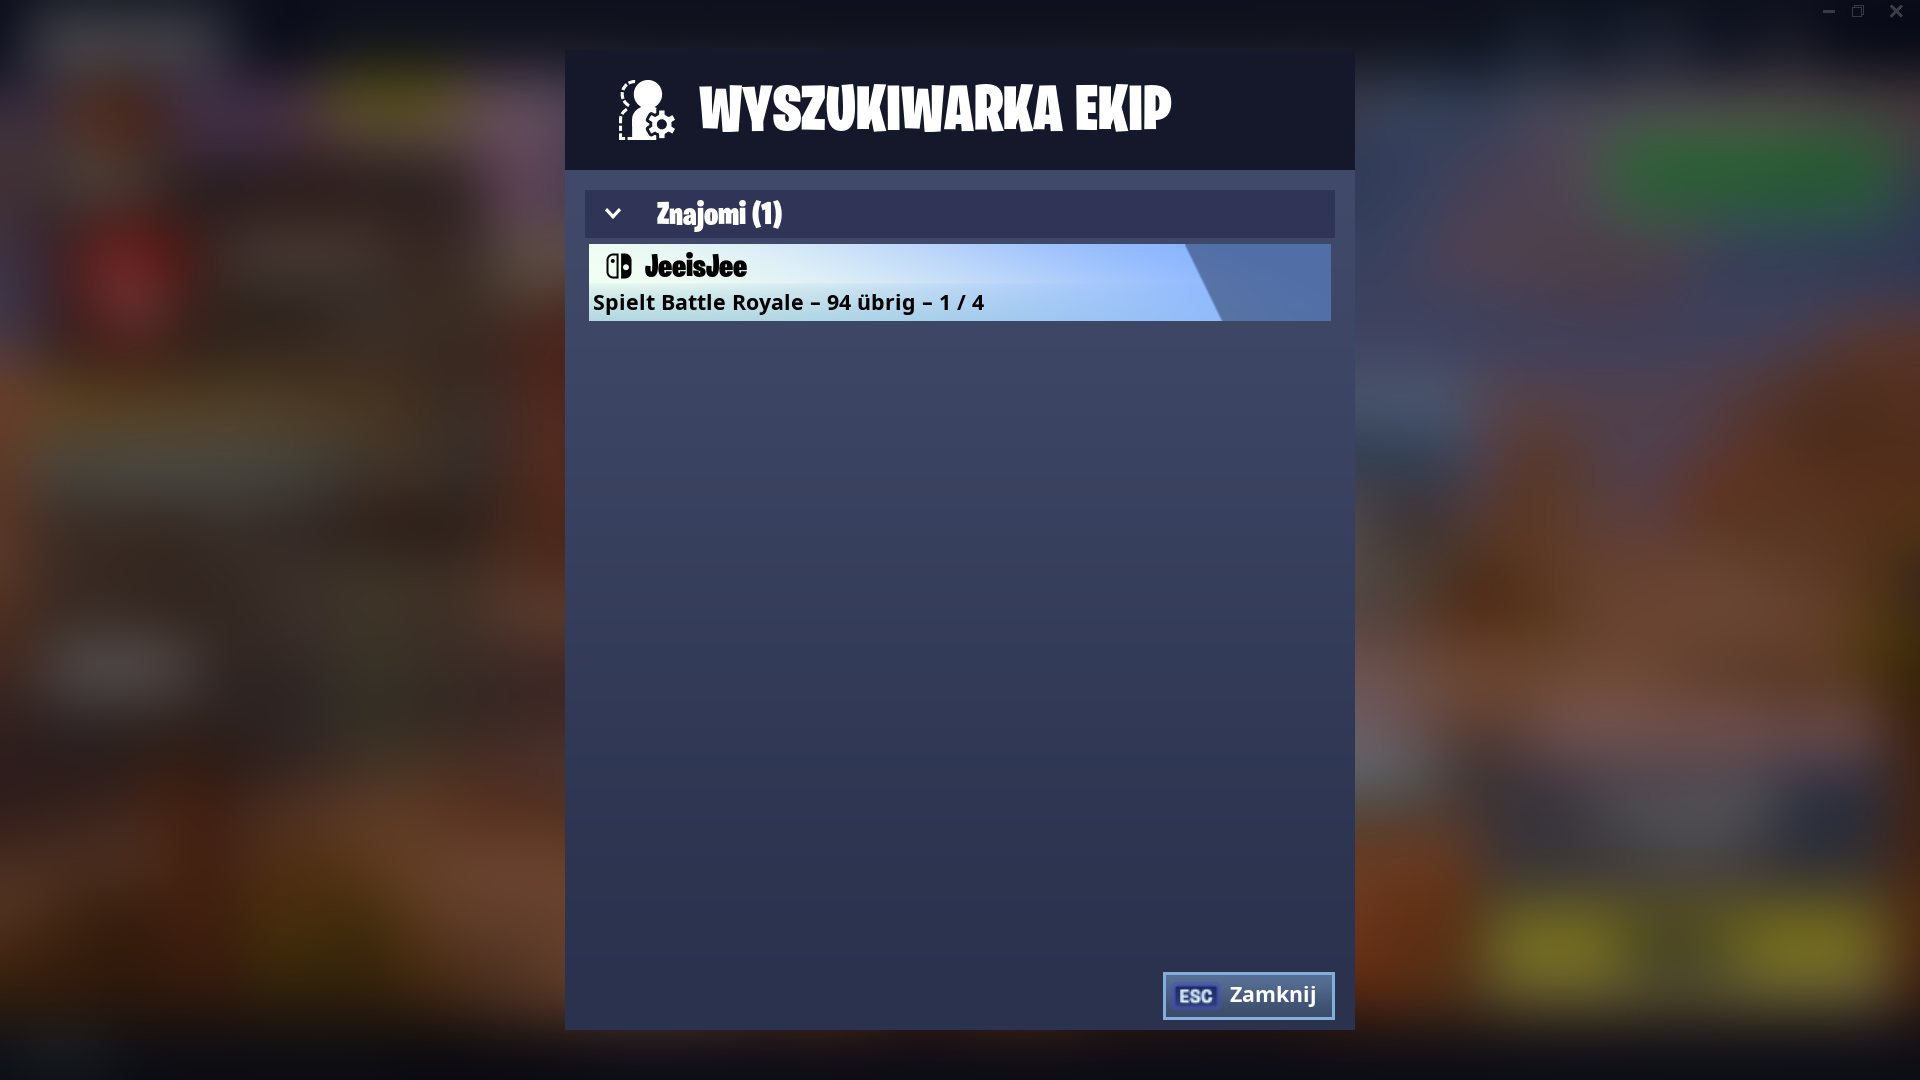 WYSZUKIWARKA EKIP
Znajomi (1)
JeeisJee
Spielt Battle Royale – 94 übrig – 1 / 4
ESC Zamknij